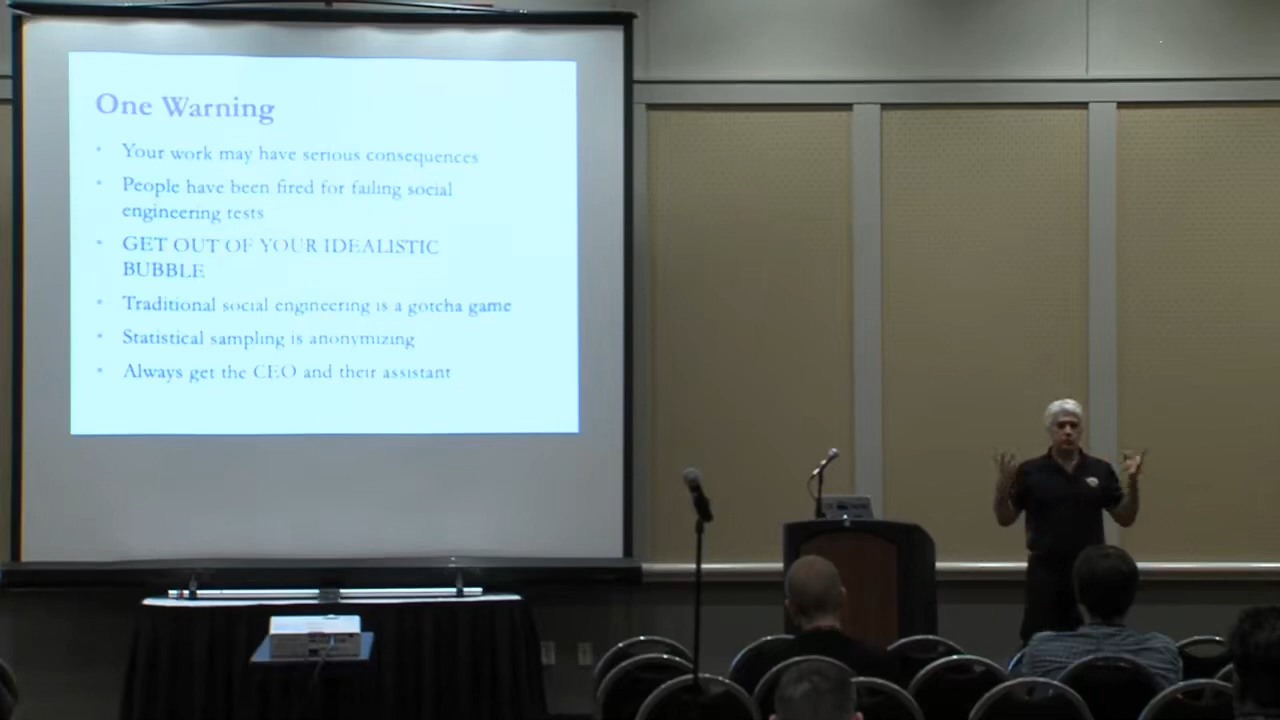 One Warning
Your work may have serious consequences
People have been fired for failing social
engineering tests
GET OUT OF YOUR IDEALISTIC
BUBBLE
Traditional social engineering is a gotcha game
Statistical sampling is anonymizing
Always get the CEO and their assistant